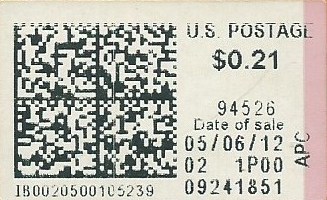 U.S. POSTAGE
$0.21
94526
Date of sale
05/06/12
02 1P00
09241851
APC
IB0020500105239